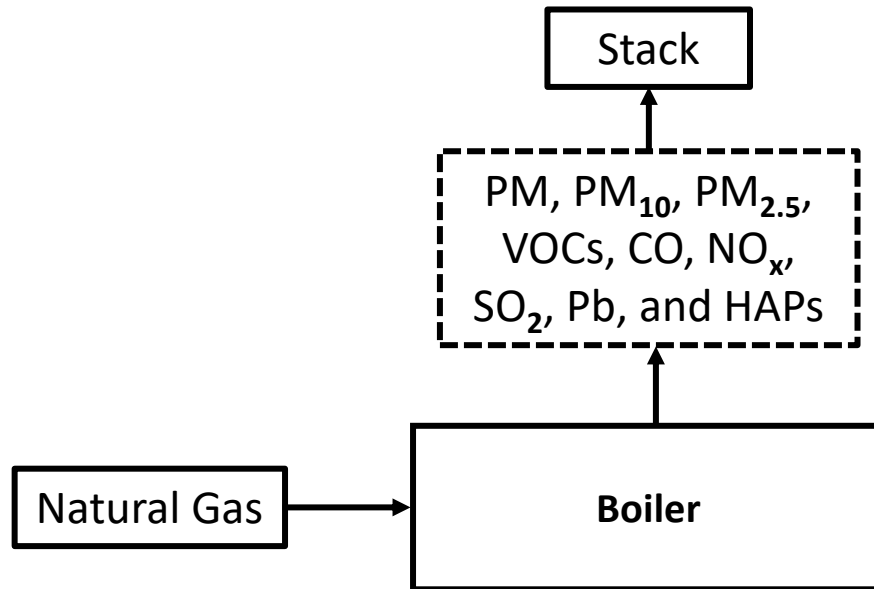 Stack
PM, PM₁₀, PM₂.₅,
VOCs, CO, NOₓ,
SO₂, Pb, and HAPs
Natural Gas
Boiler